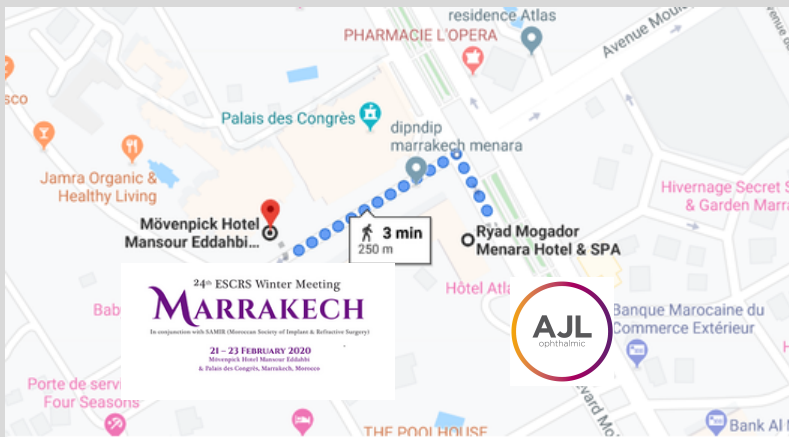 residence Atlas
PHARMACIE L'OPERA
Avenue Moule
sco
Palais des Congrès
dipndip
marrakech menara
Jamra Organic &
Healthy Living
Hivernage Secret S
& Garden Marra
Mövenpick Hotel
Mansour Eddahbi...
3 min
250 m
Ryad Mogador
Menara Hotel & SPA
24th ESCRS Winter Meeting
MARRAKECH
In conjunction with SAMIR (Moroccan Society of Implant & Refractive Surgery)
21 – 23 FEBRUARY 2020
Mövenpick Hotel Mansour Eddahbi
& Palais des Congrès, Marrakech, Morocco
Hôtel Atla
Bab
AJL
ophthalmic
Banque Marocaine du
Commerce Extérieur
H
Porte de servi
Four Seasons
vard Mo
THE POOLHOUSE
Bank Al M